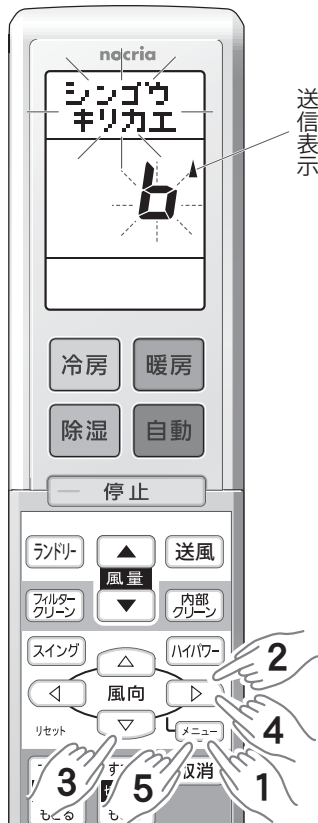 nocria
シンゴウ
キリカエ
b
送信表示
冷房
暖房
除湿
自動
停止
ランドリー
▲
送風
風量
フィルター
クリーン
▼
内部
クリーン
スイング
△
ハイパワー
2
◁
風向
▷
4
リセット
▽
メニュー
3
5
取消
1
もどる